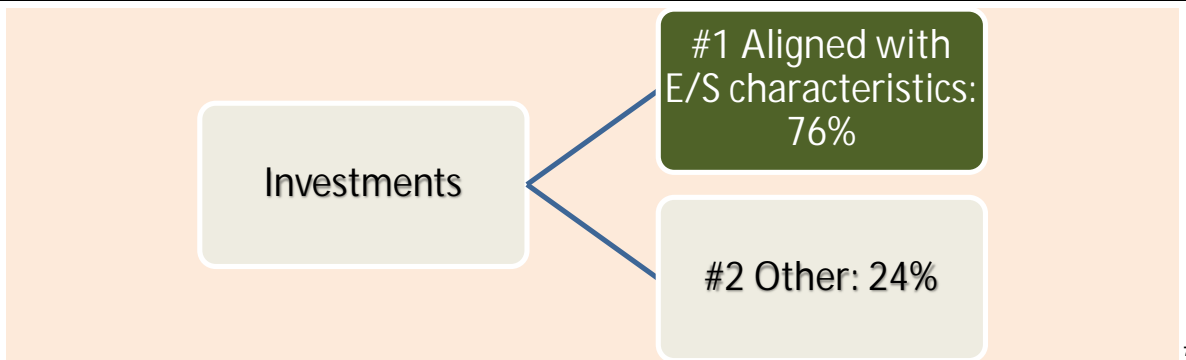 Investments
#1 Aligned with
E/S characteristics:
76%
#2 Other: 24%